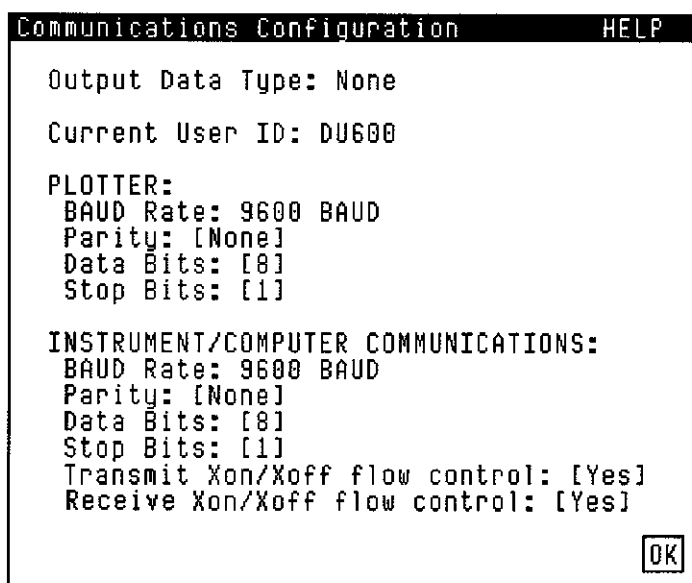 Communications Configuration HELP
Output Data Type: None
Current User ID: DU600
PLOTTER:
BAUD Rate: 9600 BAUD
Parity: [None]
Data Bits: [8]
Stop Bits: [1]
INSTRUMENT/COMPUTER COMMUNICATIONS:
BAUD Rate: 9600 BAUD
Parity: [None]
Data Bits: [8]
Stop Bits: [1]
Transmit Xon/Xoff flow control: [Yes]
Receive Xon/Xoff flow control: [Yes]
OK